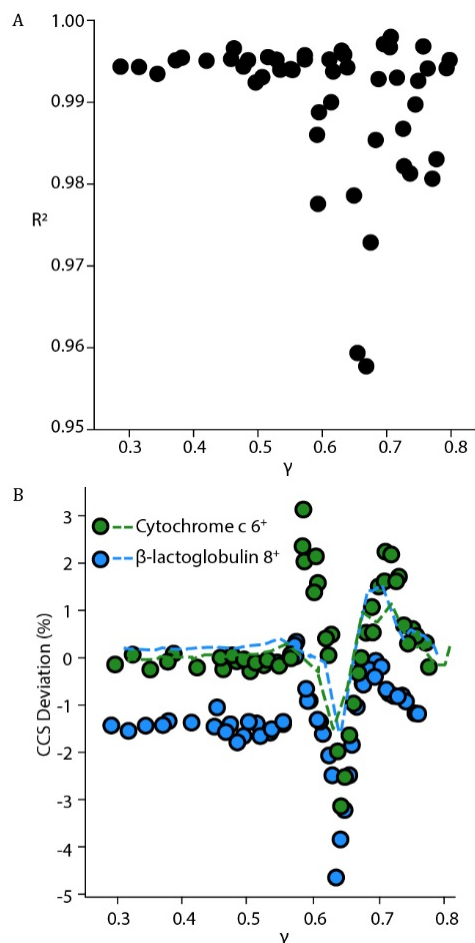 A
1.00
0.99
0.98
R²
0.97
0.96
0.95
0.3 0.4 0.5 0.6 0.7 0.8
γ
B
3
Cytochrome c 6⁺
β-lactoglobulin 8⁺
2
1
CCS Deviation (%)
0
-1
-2
-3
-4
-5
0.3 0.4 0.5 0.6 0.7 0.8
γ